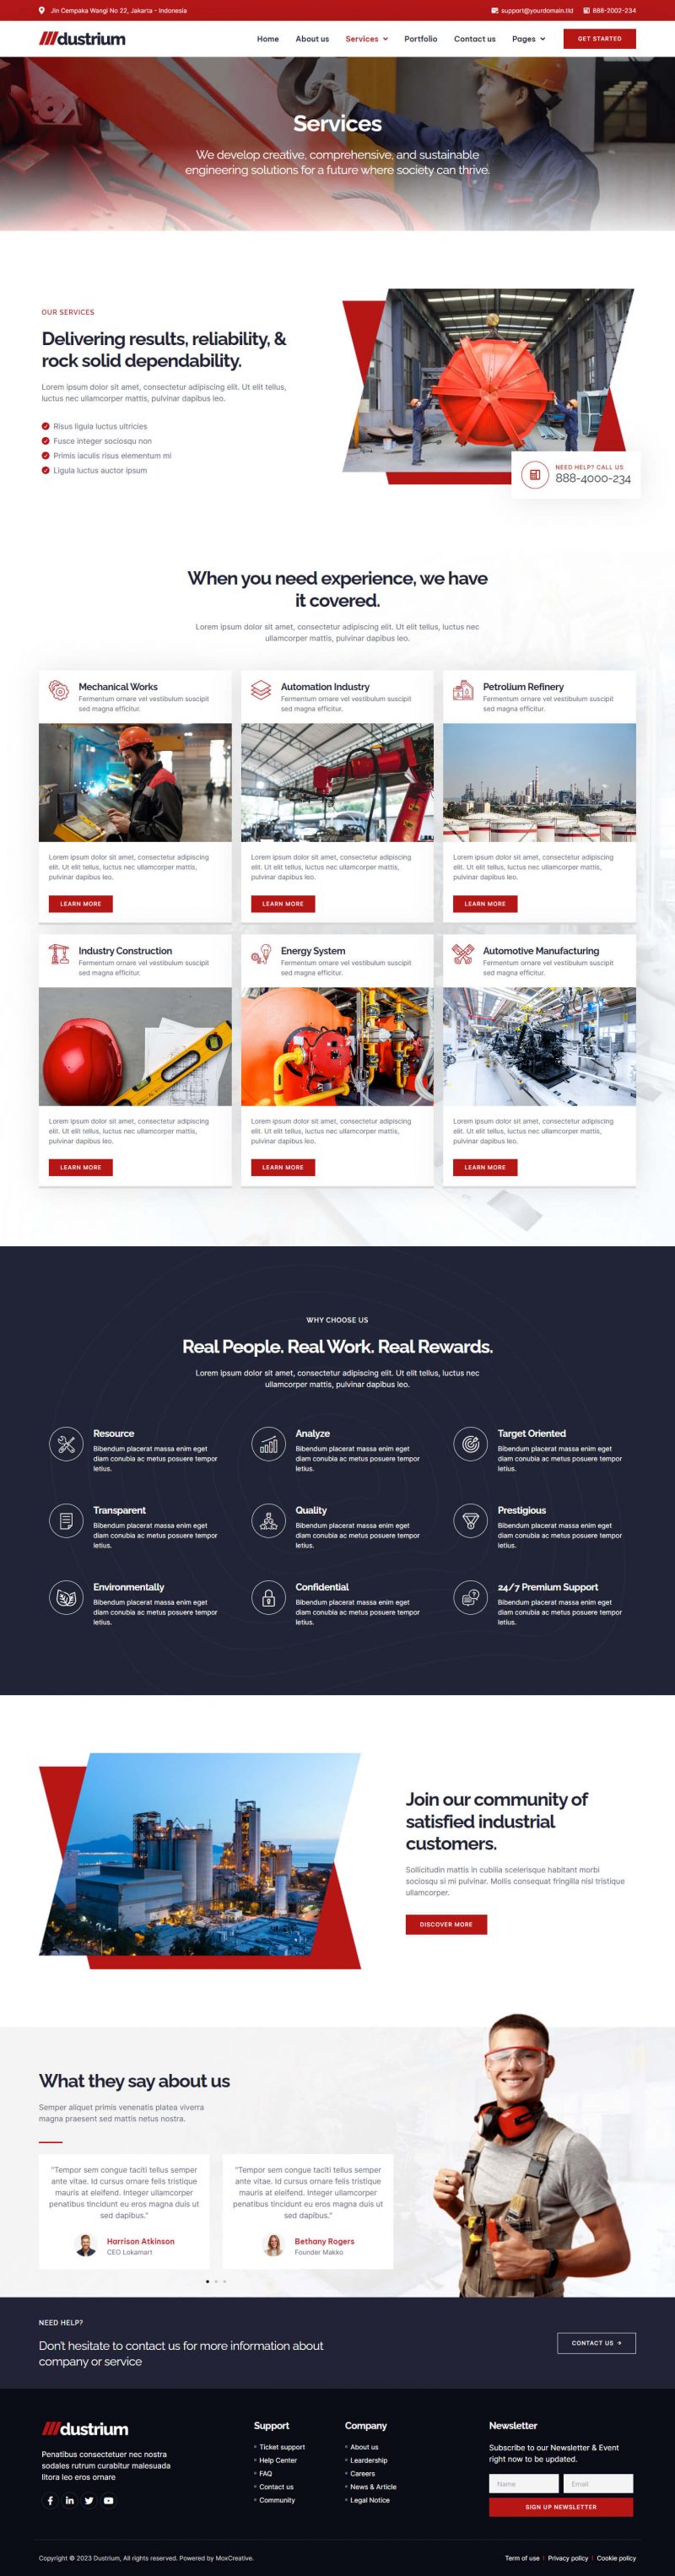 Jln Cempaka Wangi No 22, Jakarta - Indonesia
support@yourdomain.tld
888-2002-234
dustrium
Home
About us
Services
Portfolio
Contact us
Pages
GET STARTED
Services
We develop creative, comprehensive, and sustainable
engineering solutions for a future where society can thrive.
OUR SERVICES
Delivering results, reliability, &
rock solid dependability.
Lorem ipsum dolor sit amet, consectetur adipiscing elit. Ut elit tellus,
luctus nec ullamcorper mattis, pulvinar dapibus leo.
Risus ligula luctus ultricies
Fusce integer sociosqu non
Primis iaculis risus elementum mi
Ligula luctus auctor ipsum
NEED HELP? CALL US
888-4000-234
When you need experience, we have
it covered.
Lorem ipsum dolor sit amet, consectetur adipiscing elit. Ut elit tellus, luctus nec
ullamcorper mattis, pulvinar dapibus leo.
Mechanical Works
Fermentum ornare vel vestibulum suscipit
sed magna efficitur.
Lorem ipsum dolor sit amet, consectetur adipiscing
elit. Ut elit tellus, luctus nec ullamcorper mattis,
pulvinar dapibus leo.
LEARN MORE
Automation Industry
Fermentum ornare vel vestibulum suscipit
sed magna efficitur.
Lorem ipsum dolor sit amet, consectetur adipiscing
elit. Ut elit tellus, luctus nec ullamcorper mattis,
pulvinar dapibus leo.
LEARN MORE
Petrolium Refinery
Fermentum ornare vel vestibulum suscipit
sed magna efficitur.
Lorem ipsum dolor sit amet, consectetur adipiscing
elit. Ut elit tellus, luctus nec ullamcorper mattis,
pulvinar dapibus leo.
LEARN MORE
Industry Construction
Fermentum ornare vel vestibulum suscipit
sed magna efficitur.
Lorem ipsum dolor sit amet, consectetur adipiscing
elit. Ut elit tellus, luctus nec ullamcorper mattis,
pulvinar dapibus leo.
LEARN MORE
Energy System
Fermentum ornare vel vestibulum suscipit
sed magna efficitur.
Lorem ipsum dolor sit amet, consectetur adipiscing
elit. Ut elit tellus, luctus nec ullamcorper mattis,
pulvinar dapibus leo.
LEARN MORE
Automotive Manufacturing
Fermentum ornare vel vestibulum suscipit
sed magna efficitur.
Lorem ipsum dolor sit amet, consectetur adipiscing
elit. Ut elit tellus, luctus nec ullamcorper mattis,
pulvinar dapibus leo.
LEARN MORE
WHY CHOOSE US
Real People. Real Work. Real Rewards.
Lorem ipsum dolor sit amet, consectetur adipiscing elit. Ut elit tellus, luctus nec
ullamcorper mattis, pulvinar dapibus leo.
Resource
Bibendum placerat massa enim eget
diam conubia ac metus posuere tempor
letius.
Analyze
Bibendum placerat massa enim eget
diam conubia ac metus posuere tempor
letius.
Target Oriented
Bibendum placerat massa enim eget
diam conubia ac metus posuere tempor
letius.
Transparent
Bibendum placerat massa enim eget
diam conubia ac metus posuere tempor
letius.
Quality
Bibendum placerat massa enim eget
diam conubia ac metus posuere tempor
letius.
Prestigious
Bibendum placerat massa enim eget
diam conubia ac metus posuere tempor
letius.
Environmentally
Bibendum placerat massa enim eget
diam conubia ac metus posuere tempor
letius.
Confidential
Bibendum placerat massa enim eget
diam conubia ac metus posuere tempor
letius.
24/7 Premium Support
Bibendum placerat massa enim eget
diam conubia ac metus posuere tempor
letius.
Join our community of
satisfied industrial
customers.
Sollicitudin mattis in cubilia scelerisque habitant morbi
sociosqu si mi pulvinar. Mollis consequat fringilla nisl tristique
ullamcorper.
DISCOVER MORE
What they say about us
Semper aliquet primis venenatis platea viverra
magna praesent sed mattis netus nostra.
"Tempor sem congue taciti tellus semper
ante vitae. Id cursus ornare felis tristique
mauris at eleifend. Integer ullamcorper
penatibus tincidunt eu eros magna duis ut
sed dapibus."
Harrison Atkinson
CEO Lokamart
"Tempor sem congue taciti tellus semper
ante vitae. Id cursus ornare felis tristique
mauris at eleifend. Integer ullamcorper
penatibus tincidunt eu eros magna duis ut
sed dapibus."
Bethany Rogers
Founder Makko
NEED HELP?
Don't hesitate to contact us for more information about
company or service
CONTACT US →
dustrium
Penatibus consectetuer nec nostra
sodales rutrum curabitur malesuada
litora leo eros ornare
Support
Ticket support
Help Center
FAQ
Contact us
Community
Company
About us
Leardership
Careers
News & Article
Legal Notice
Newsletter
Subscribe to our Newsletter & Event
right now to be updated.
Name
Email
SIGN UP NEWSLETTER
Copyright © 2023 Dustrium, All rights reserved. Powered by MoxCreative.
Term of use | Privacy policy | Cookie policy